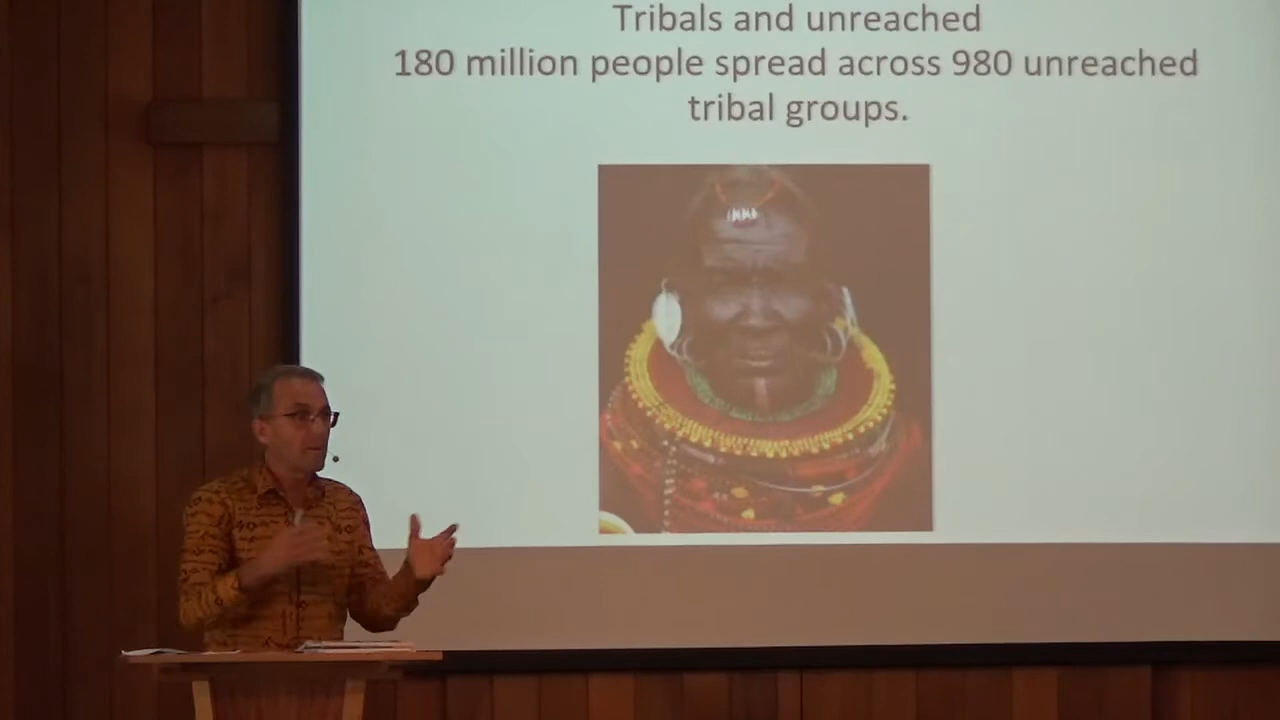 Tribals and unreached
180 million people spread across 980 unreached
tribal groups.